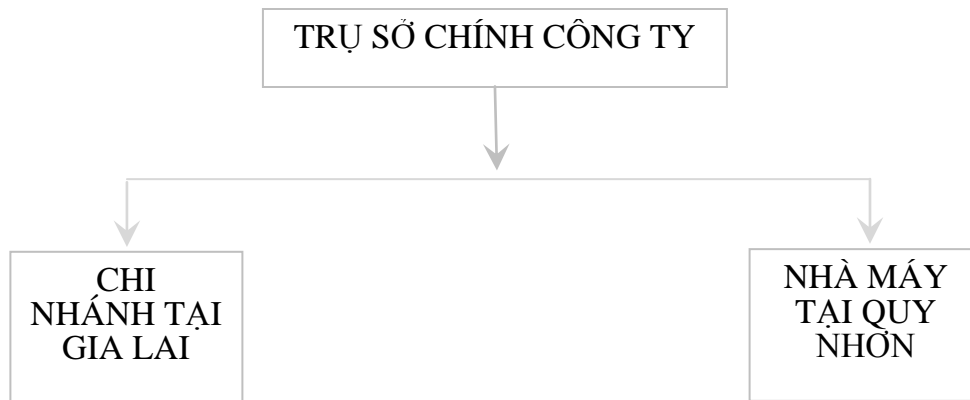 TRỤ SỞ CHÍNH CÔNG TY
CHI
NHÁNH TẠI
GIA LAI
NHÀ MÁY
TẠI QUY
NHƠN